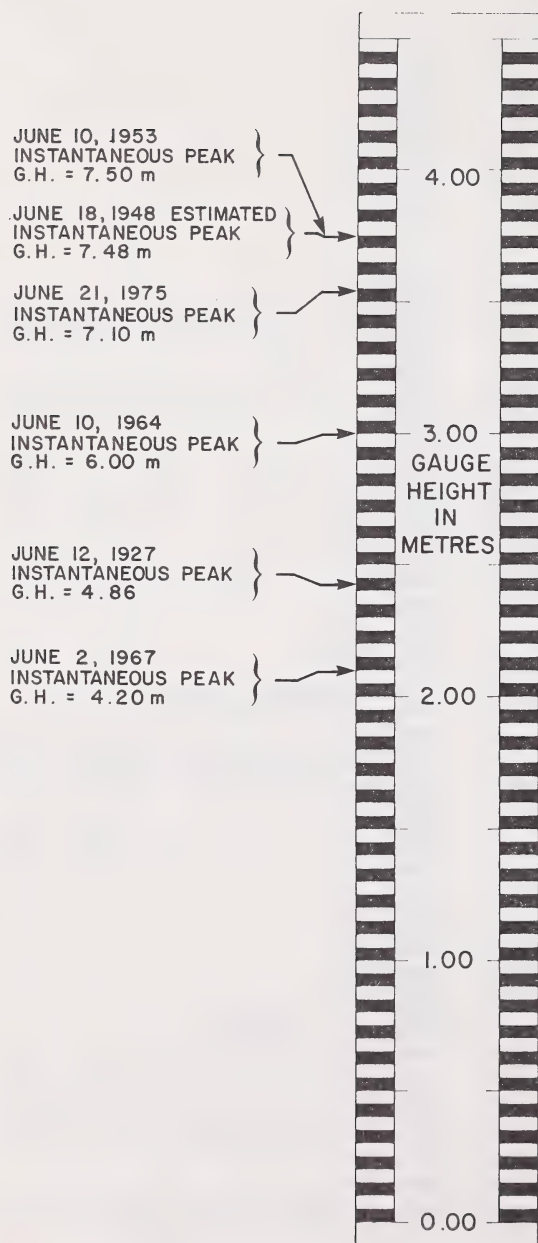 JUNE 10, 1953
INSTANTANEOUS PEAK
G.H. = 7.50 m
JUNE 18, 1948 ESTIMATED
INSTANTANEOUS PEAK
G.H. = 7.48 m
JUNE 21, 1975
INSTANTANEOUS PEAK
G.H. = 7.10 m
JUNE 10, 1964
INSTANTANEOUS PEAK
G.H. = 6.00 m
JUNE 12, 1927
INSTANTANEOUS PEAK
G.H. = 4.86
JUNE 2, 1967
INSTANTANEOUS PEAK
G.H. = 4.20 m
4.00
3.00
GAUGE
HEIGHT
IN
METRES
2.00
1.00
0.00